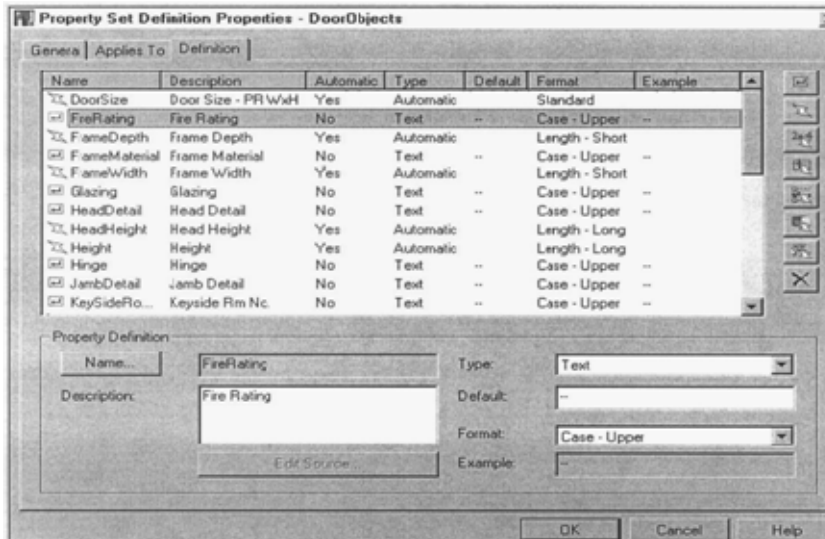 Property Set Definition Properties - DoorObjects
Genera Applies To Definition
Name Description Automatic Type Default Format Example
DoorSize Door Size - PR WxH Yes Automatic Standard
FireRating Fire Rating No Text -- Case - Upper --
FrameDepth Frame Depth Yes Automatic Length - Short
FrameMaterial Frame Material No Text -- Case - Upper --
FrameWidth Frame Width Yes Automatic Length - Short
Glazing Glazing No Text -- Case - Upper --
HeadDetail Head Detail No Text -- Case - Upper --
HeadHeight Head Height Yes Automatic Length - Long
Height Height Yes Automatic Length - Long
Hinge Hinge No Text -- Case - Upper --
JambDetail Jamb Detail No Text -- Case - Upper --
KeySideRo... Keyside Rm No. No Text -- Case - Upper --
Property Definition
Name... FireRating Type: Text
Description: Fire Rating Default: --
Format: Case - Upper
Edit Source... Example: --
OK Cancel Help